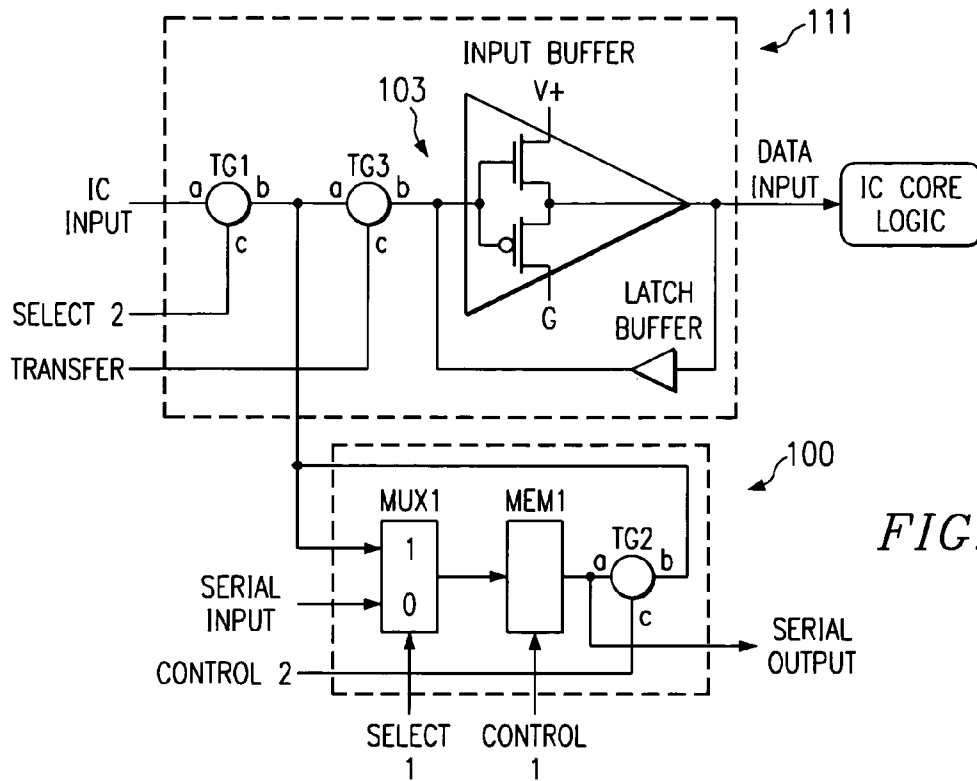 111
INPUT BUFFER
103
V+
TG1
TG3
DATA
INPUT
IC
INPUT
a
b
a
b
IC CORE
LOGIC
c
c
SELECT 2
G
LATCH
BUFFER
TRANSFER
100
MUX1
MEM1
TG2
FIG.
1
a
b
SERIAL
INPUT
0
c
CONTROL 2
SERIAL
OUTPUT
SELECT
1
CONTROL
1